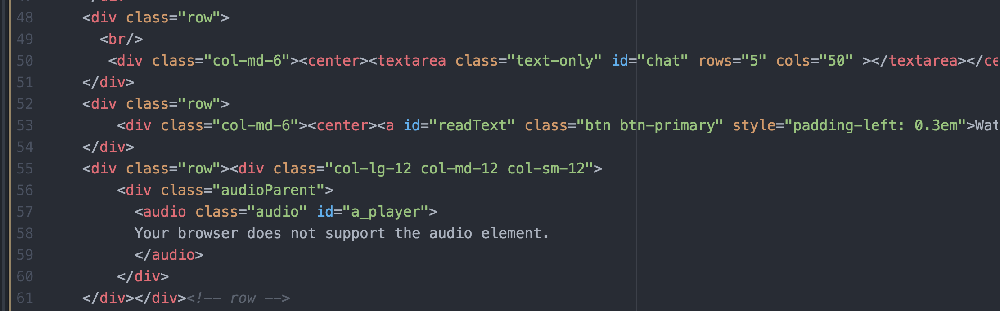 48 <div class="row">
49 <br/>
50 <div class="col-md-6"><center><textarea class="text-only" id="chat" rows="5" cols="50" ></textarea></ce
51 </div>
52 <div class="row">
53 <div class="col-md-6"><center><a id="readText" class="btn btn-primary" style="padding-left: 0.3em">Wat
54 </div>
55 <div class="row"><div class="col-lg-12 col-md-12 col-sm-12">
56 <div class="audioParent">
57 <audio class="audio" id="a_player">
58 Your browser does not support the audio element.
59 </audio>
60 </div>
61 </div></div><!-- row -->